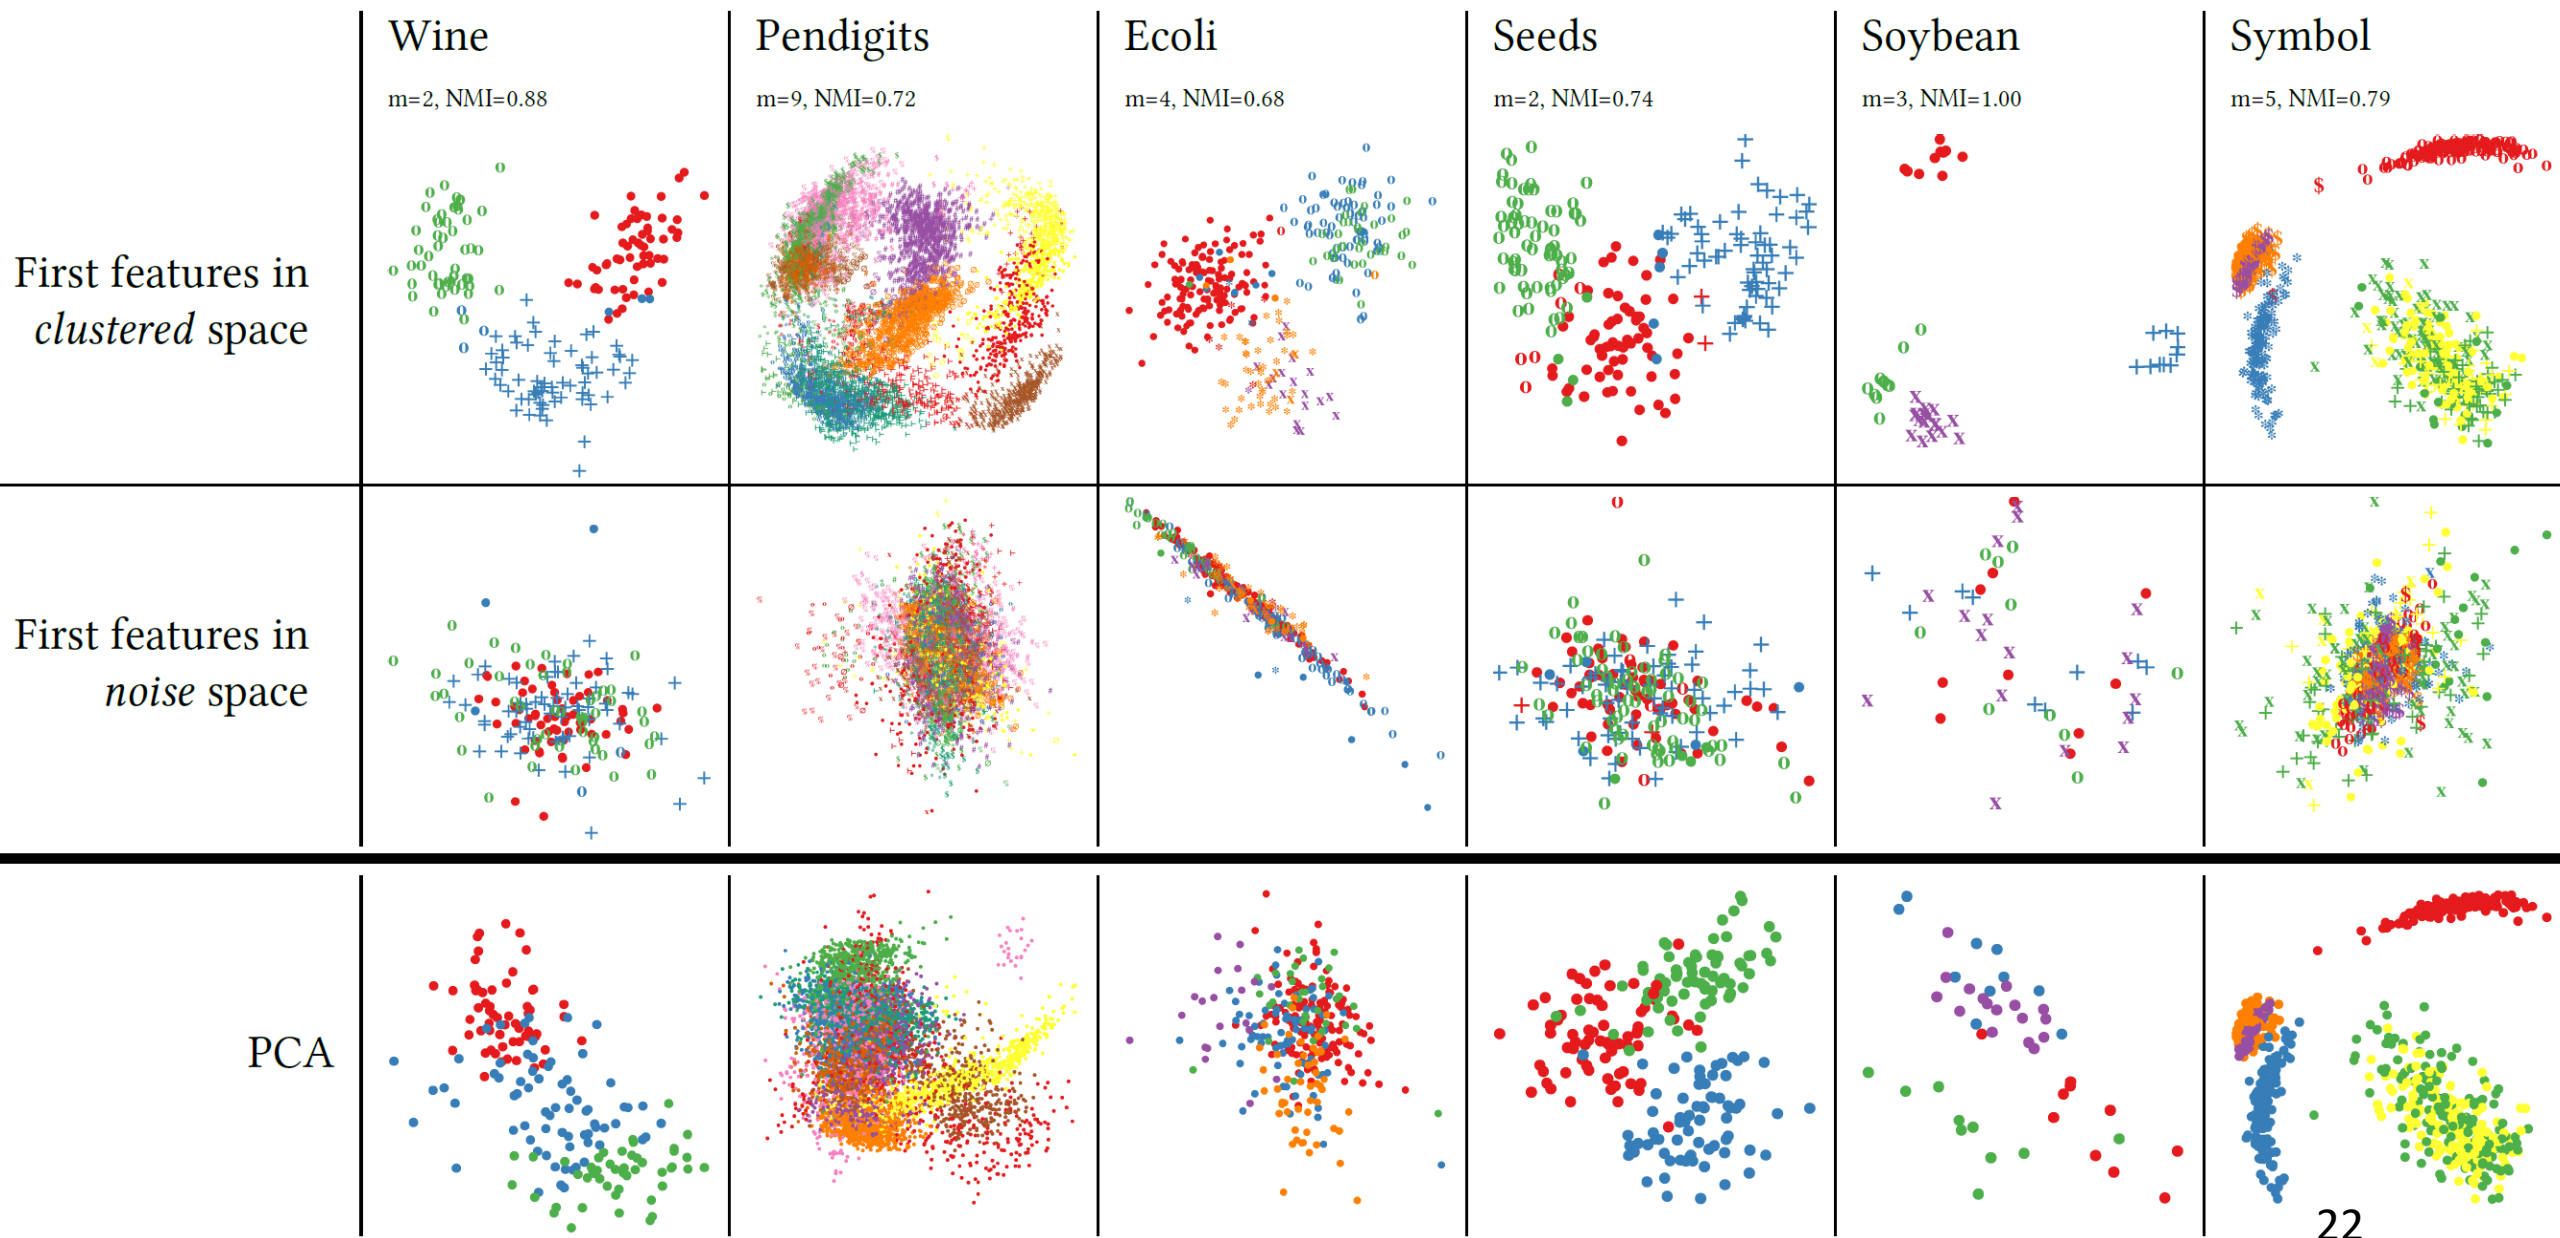 Wine
Pendigits
Ecoli
Seeds
Soybean
Symbol
m=2, NMI=0.88
m=9, NMI=0.72
m=4, NMI=0.68
m=2, NMI=0.74
m=3, NMI=1.00
m=5, NMI=0.79
First features in
clustered space
First features in
noise space
PCA
22